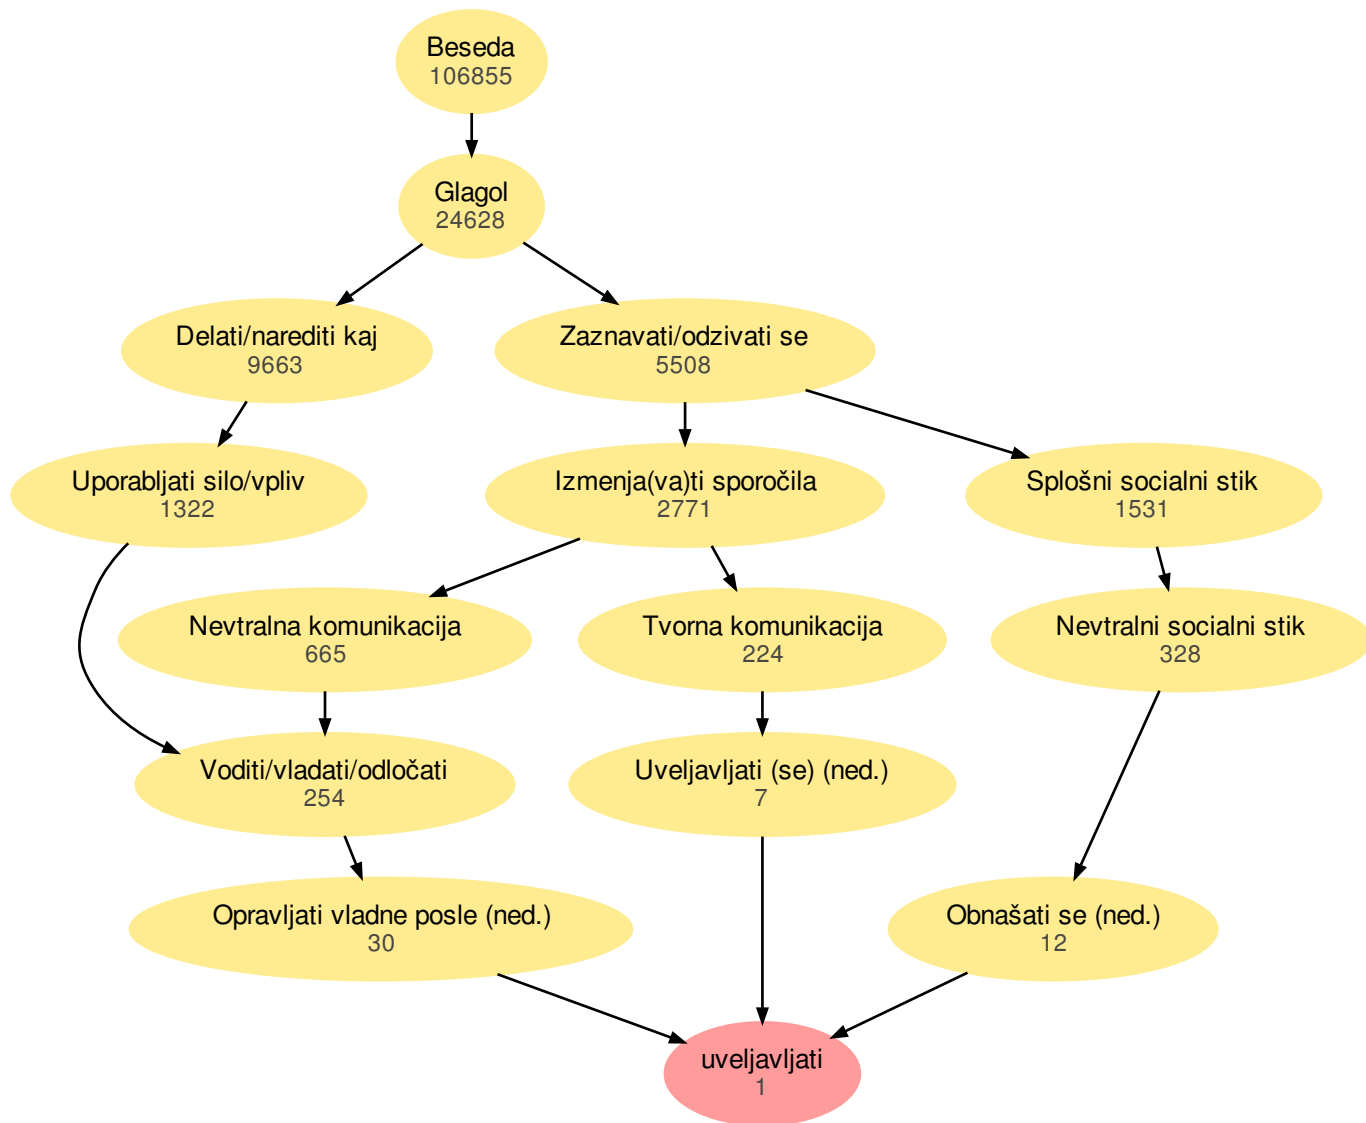 Beseda
106855
Glagol
24628
Delati/narediti kaj
9663
Zaznavati/odzivati se
5508
Uporabljati silo/vpliv
1322
Izmenja(va)ti sporočila
2771
Splošni socialni stik
1531
Nevtralna komunikacija
665
Tvorna komunikacija
224
Nevtralni socialni stik
328
Voditi/vladati/odločati
254
Uveljavljati (se) (ned.)
7
Opravljati vladne posle (ned.)
30
Obnašati se (ned.)
12
uveljavljati
1